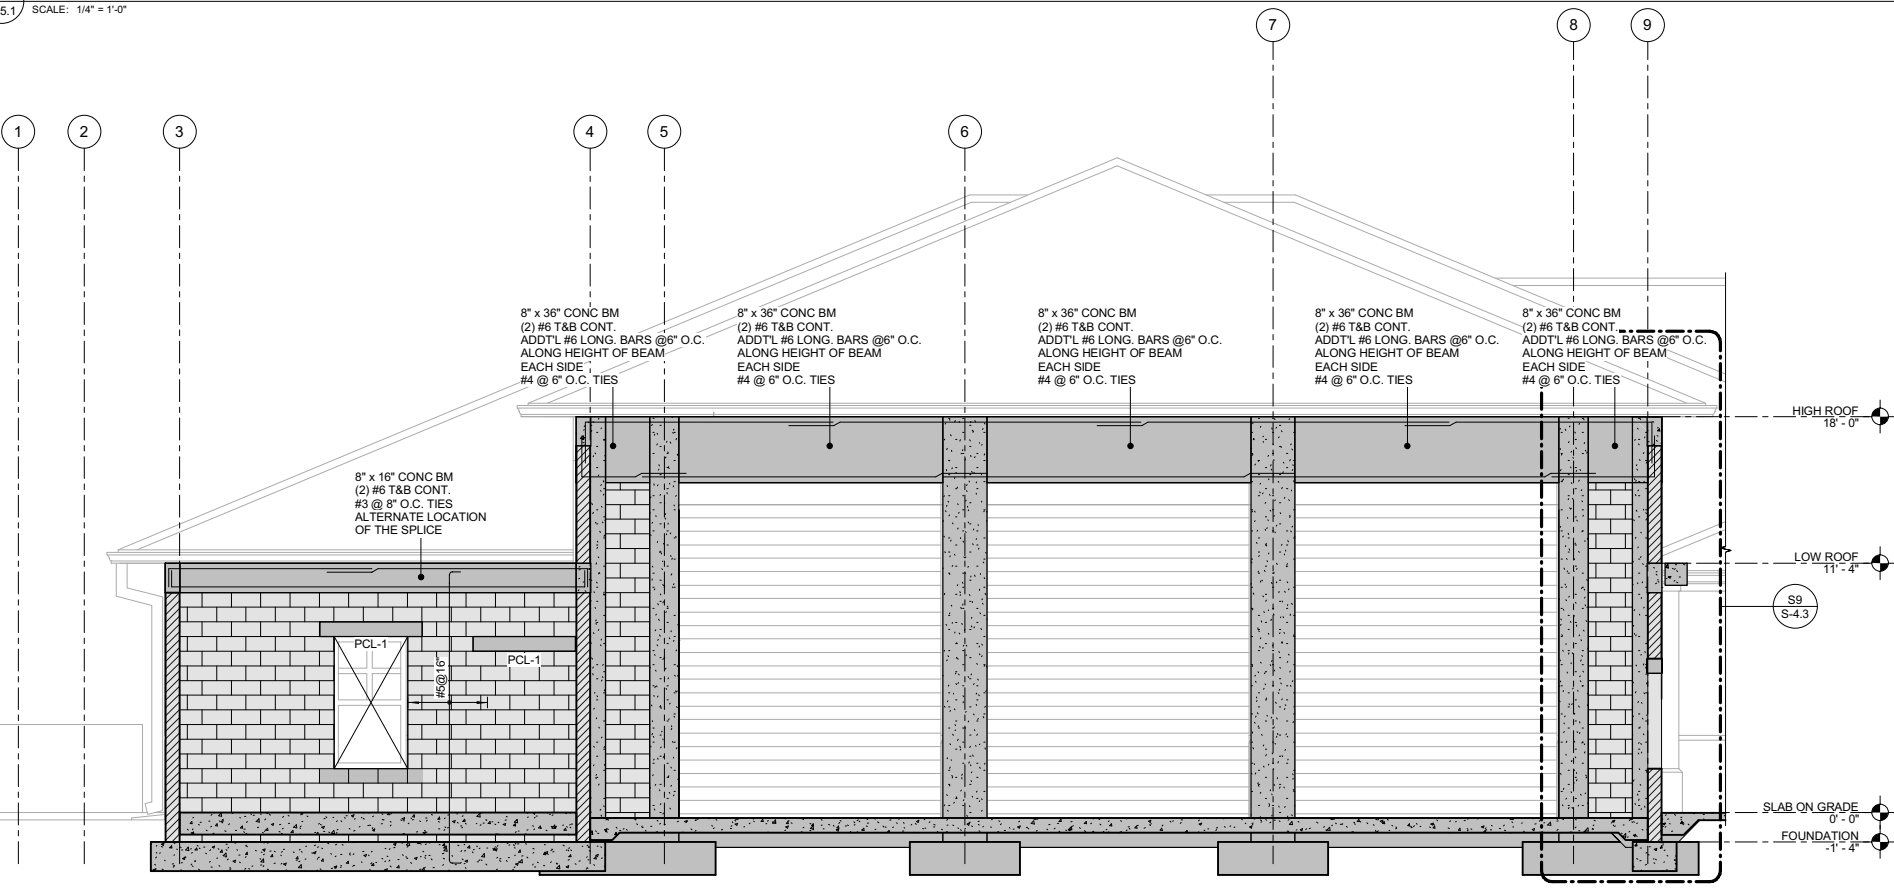 5.1
SCALE: 1/4" = 1'-0"
7
8
9
1
2
3
4
5
6
8" x 36" CONC BM
(2) #6 T&B CONT.
ADDT'L #6 LONG. BARS @6" O.C.
ALONG HEIGHT OF BEAM
EACH SIDE
#4 @ 6" O.C. TIES
8" x 36" CONC BM
(2) #6 T&B CONT.
ADDT'L #6 LONG. BARS @6" O.C.
ALONG HEIGHT OF BEAM
EACH SIDE
#4 @ 6" O.C. TIES
8" x 36" CONC BM
(2) #6 T&B CONT.
ADDT'L #6 LONG. BARS @6" O.C.
ALONG HEIGHT OF BEAM
EACH SIDE
#4 @ 6" O.C. TIES
8" x 36" CONC BM
(2) #6 T&B CONT.
ADDT'L #6 LONG. BARS @6" O.C.
ALONG HEIGHT OF BEAM
EACH SIDE
#4 @ 6" O.C. TIES
8" x 36" CONC BM
(2) #6 T&B CONT.
ADDT'L #6 LONG. BARS @6" O.C.
ALONG HEIGHT OF BEAM
EACH SIDE
#4 @ 6" O.C. TIES
HIGH ROOF
18' - 0"
8" x 16" CONC BM
(2) #6 T&B CONT.
#3 @ 8" O.C. TIES
ALTERNATE LOCATION
OF THE SPLICE
LOW ROOF
11' - 4"
S9
S-4.3
PCL-1
PCL-1
#5@16"
SLAB ON GRADE
0' - 0"
FOUNDATION
-1' - 4"